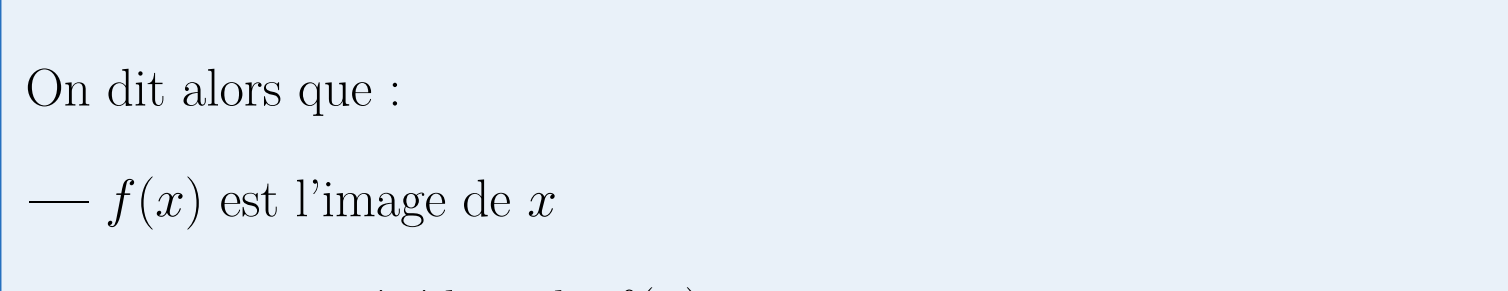 On dit alors que :
— f(x) est l'image de x